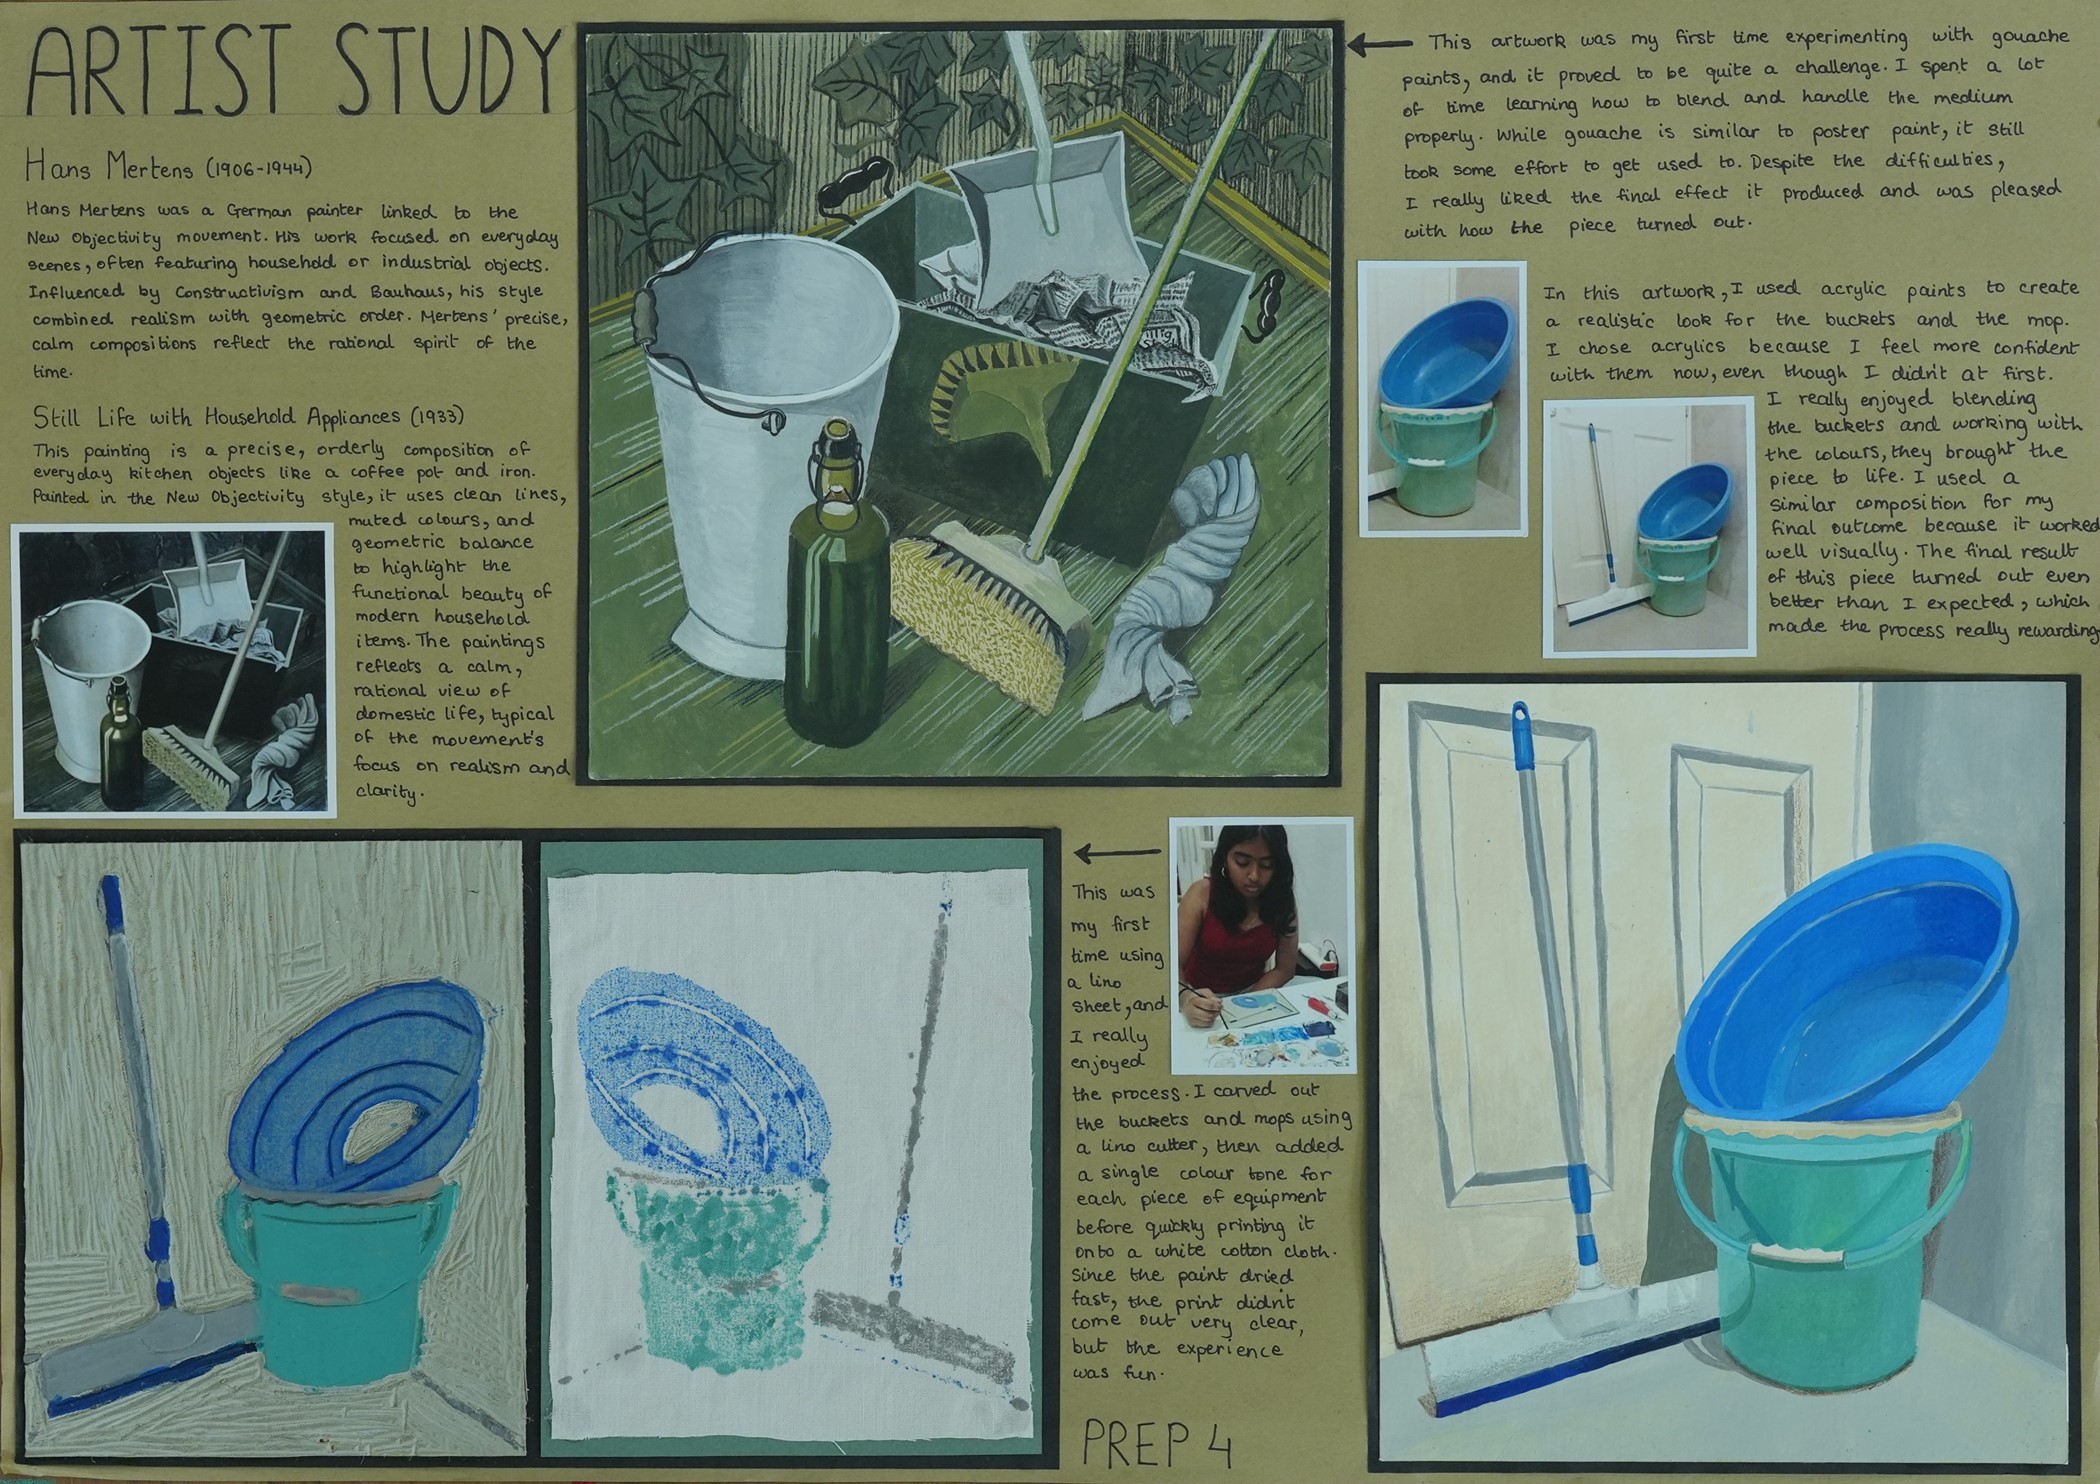 ARTIST STUDY
Hans Mertens (1906-1944)
Hans Mertens was a German painter linked to the
New Objectivity movement. His work focused on everyday
scenes, often featuring household or industrial objects.
Influenced by Constructivism and Bauhaus, his style
combined realism with geometric order. Mertens' precise,
calm compositions reflect the rational spirit of the
time.
Still Life with Household Appliances (1933)
This painting is a precise, orderly composition of
everyday kitchen objects like a coffee pot and iron.
Painted in the New Objectivity style, it uses clean lines,
muted colours, and
geometric balance
to highlight the
functional beauty of
modern household
items. The paintings
reflects a calm,
rational view of
domestic life, typical
of the movement's
focus on realism and
clarity.
This artwork was my first time experimenting with gouache
paints, and it proved to be quite a challenge. I spent a lot
of time learning how to blend and handle the medium
properly. While gouache is similar to poster paint, it still
took some effort to get used to. Despite the difficulties,
I really liked the final effect it produced and was pleased
with how the piece turned out.
In this artwork, I used acrylic paints to create
a realistic look for the buckets and the mop.
I chose acrylics because I feel more confident
with them now, even though I didn't at first.
I really enjoyed blending
the buckets and working with
the colours, they brought the
piece to life. I used a
similar composition for my
final outcome because it worked
well visually. The final result
of this piece turned out even
better than I expected, which
made the process really rewarding
This was
my first
time using
a lino
sheet, and
I really
enjoyed
the process. I carved out
the buckets and mops using
a lino cutter, then added
a single colour tone for
each piece of equipment
before quickly printing it
onto a white cotton cloth.
Since the paint dried
fast, the print didn't
come out very clear,
but the experience
was fun.
PREP 4